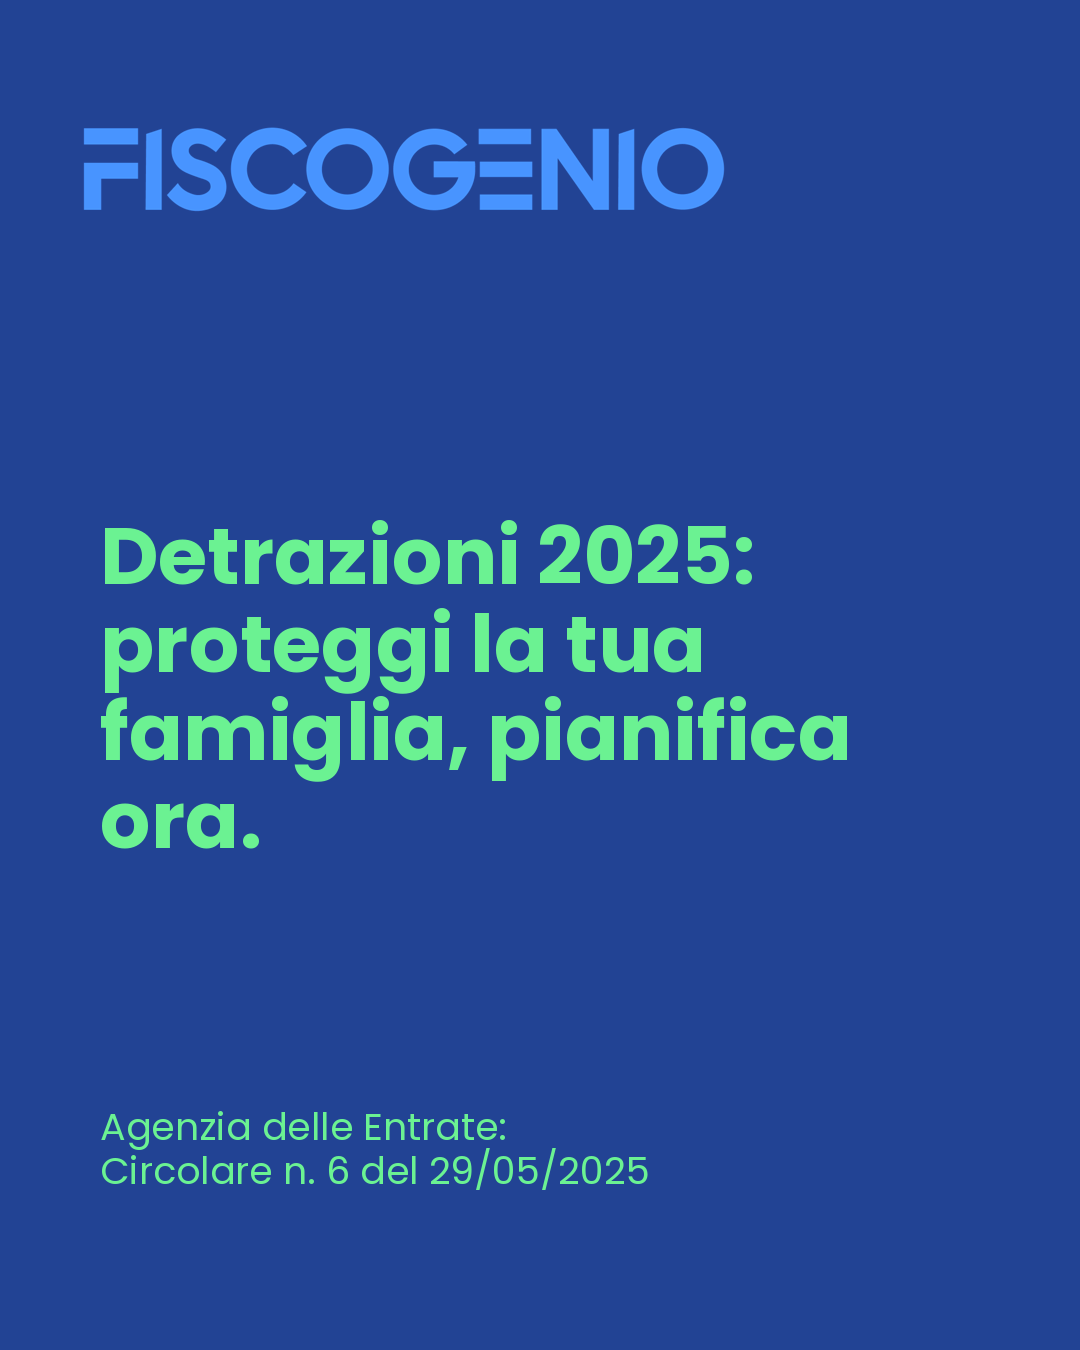 FISCOGENIO
Detrazioni 2025:
proteggi la tua
famiglia, pianifica
ora.
Agenzia delle Entrate:
Circolare n. 6 del 29/05/2025